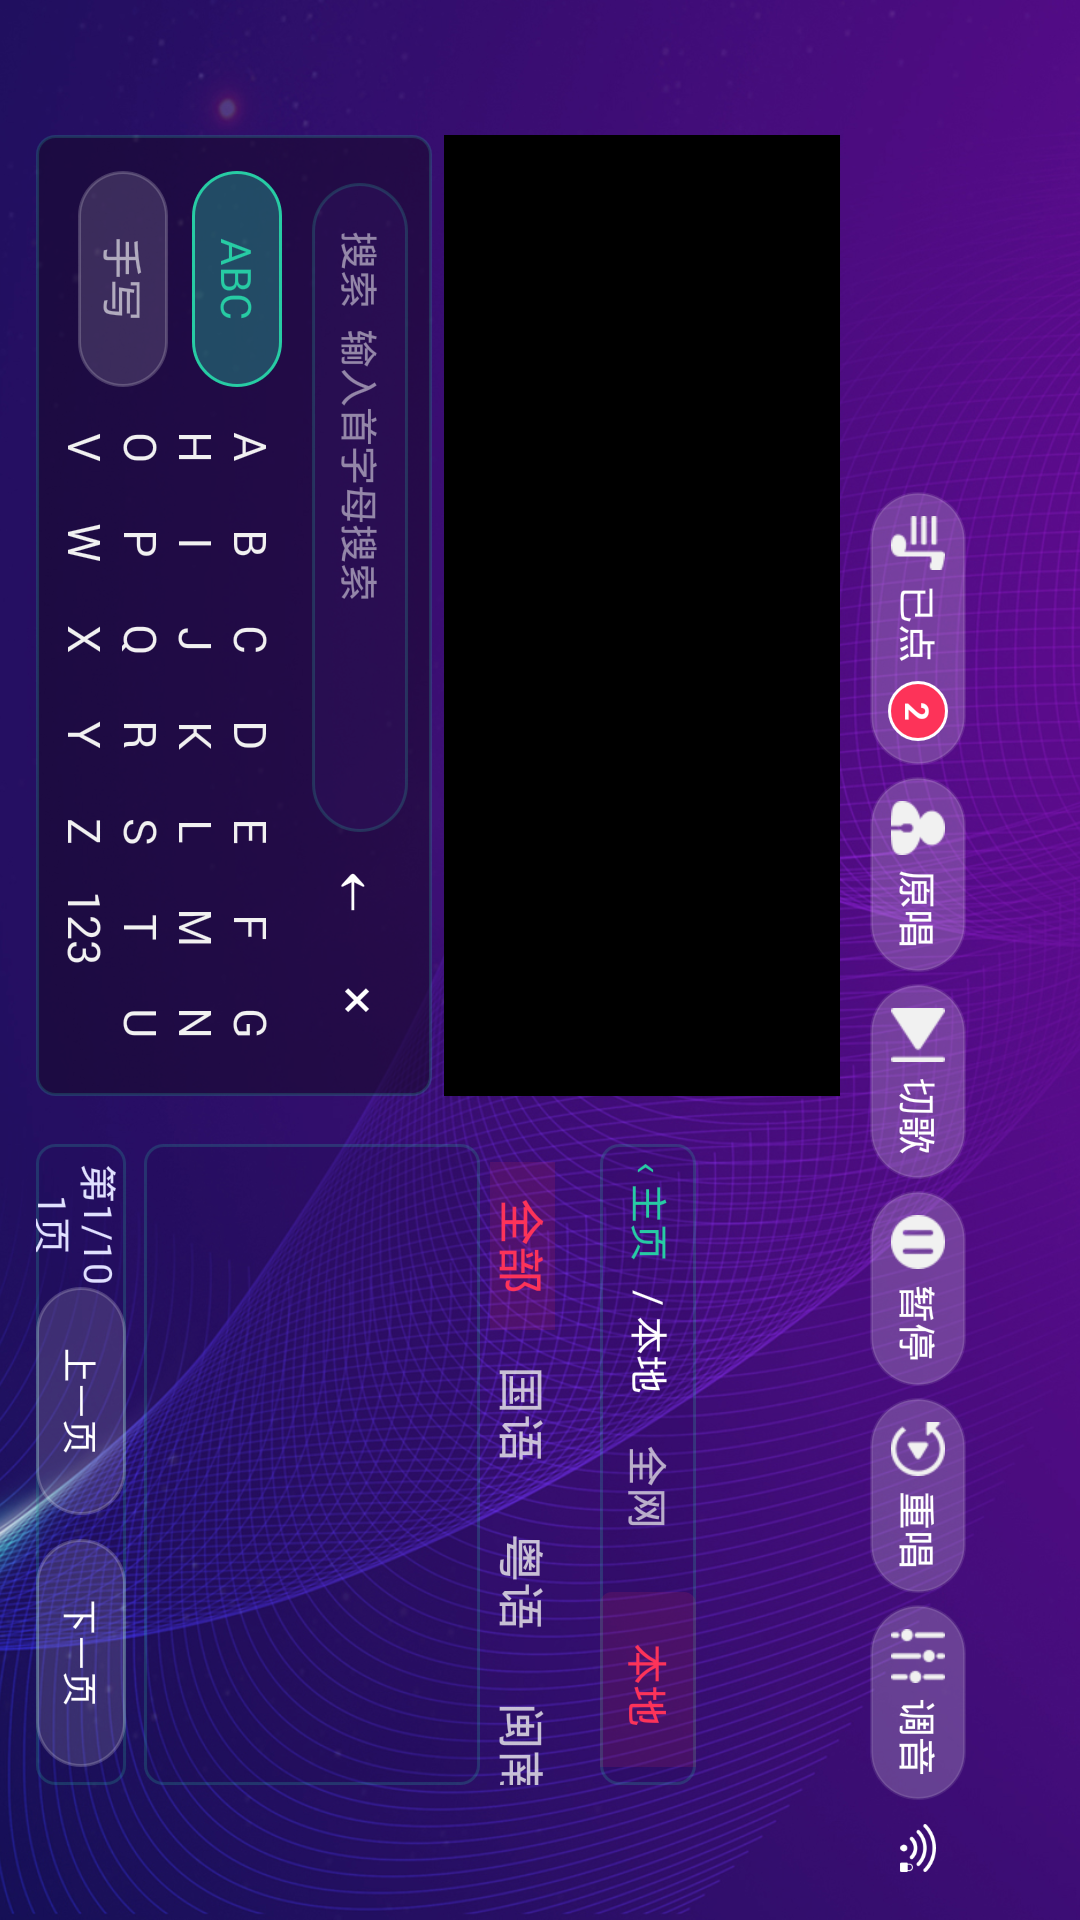 已点 2
原唱
切歌
暂停
重唱
调音
搜索 输入首字母搜索
← ×
ABC
手写
A B C D E F G
H I J K L M N
O P Q R S T U
V W X Y Z 123
‹ 主页 / 本地
全网
本地
全部
国语
粤语
闽南
第1/10
1页
上一页
下一页